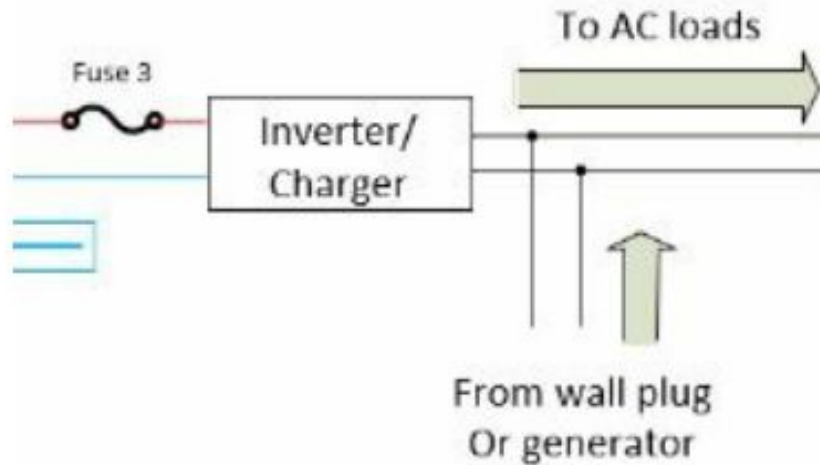 To AC loads
Fuse 3
Inverter/
Charger
From wall plug
Or generator